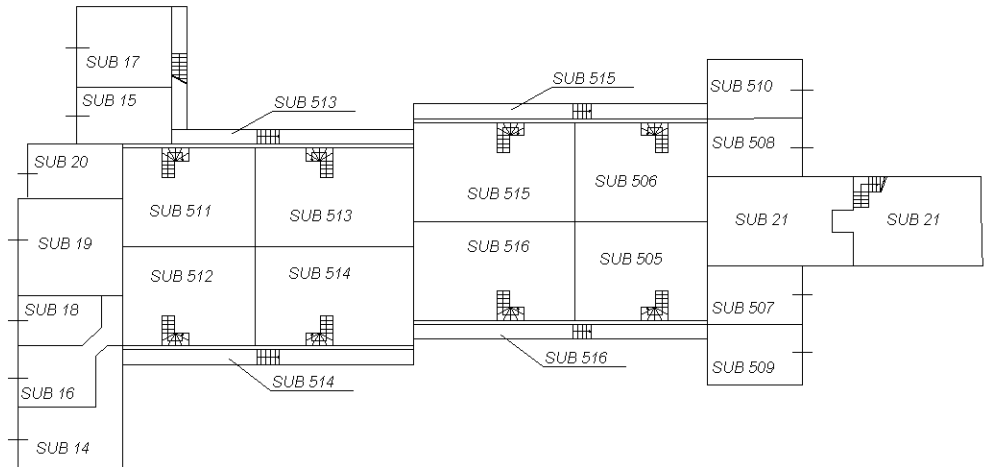 SUB 17
SUB 515
SUB 510
SUB 15
SUB 513
SUB 508
SUB 20
SUB 511
SUB 513
SUB 515
SUB 506
SUB 21
SUB 21
SUB 19
SUB 512
SUB 514
SUB 516
SUB 505
SUB 18
SUB 507
SUB 516
SUB 509
SUB 16
SUB 514
SUB 14